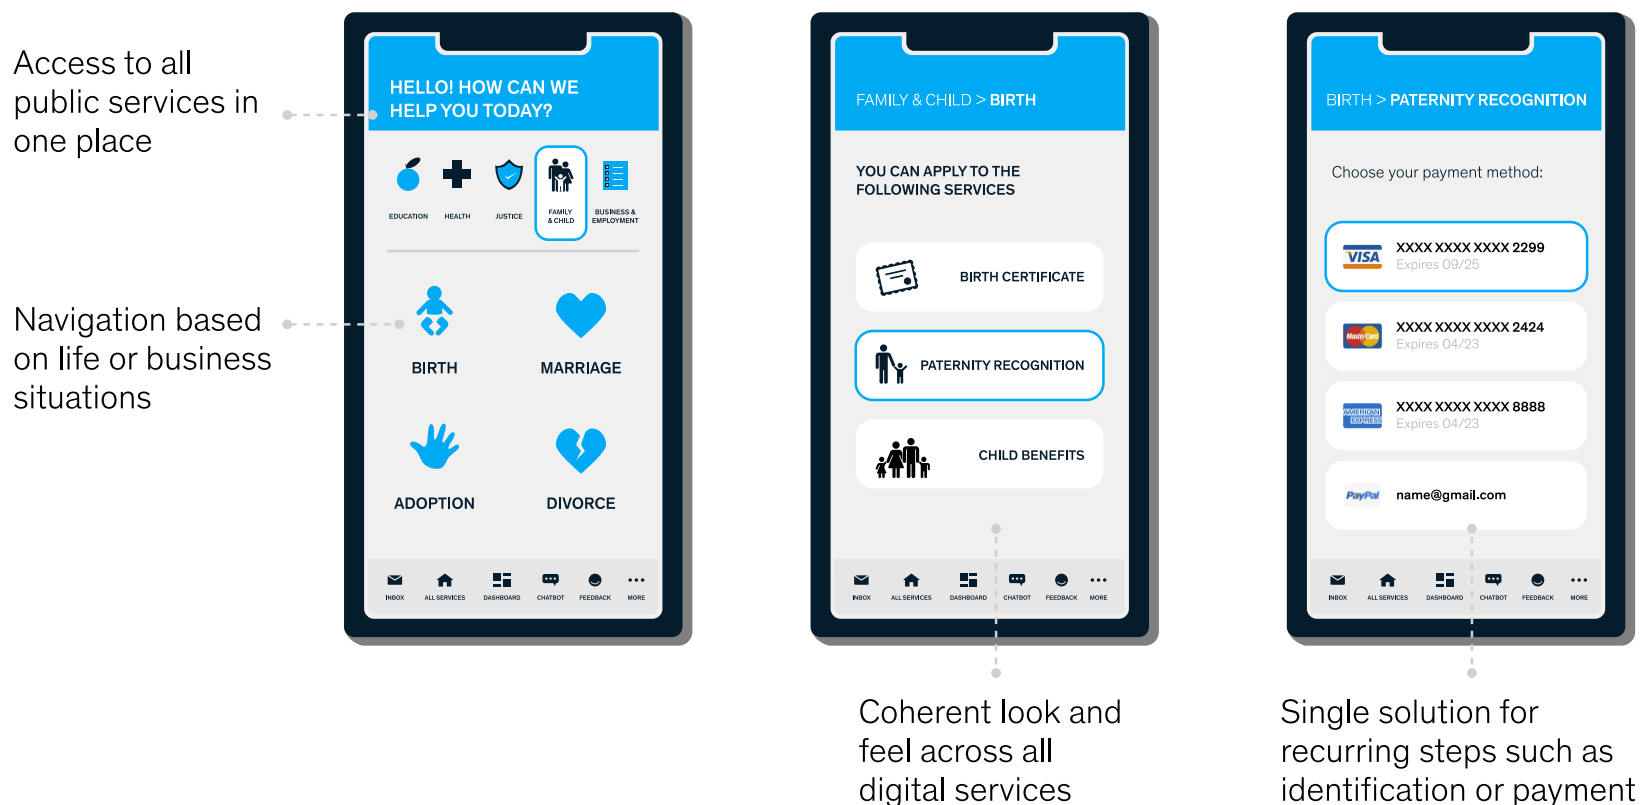 Access to all
public services in
one place
Navigation based
on life or business
situations
HELLO! HOW CAN WE
HELP YOU TODAY?
EDUCATION
HEALTH
JUSTICE
FAMILY
& CHILD
BUSINESS &
EMPLOYMENT
BIRTH
MARRIAGE
ADOPTION
DIVORCE
INBOX
ALL SERVICES
DASHBOARD
CHATBOT
FEEDBACK
MORE
FAMILY & CHILD > BIRTH
YOU CAN APPLY TO THE
FOLLOWING SERVICES
BIRTH CERTIFICATE
PATERNITY RECOGNITION
CHILD BENEFITS
INBOX
ALL SERVICES
DASHBOARD
CHATBOT
FEEDBACK
MORE
Coherent look and
feel across all
digital services
BIRTH > PATERNITY RECOGNITION
Choose your payment method:
VISA
XXXX XXXX XXXX 2299
Expires 09/25
MasterCard
XXXX XXXX XXXX 2424
Expires 04/23
AMERICAN
EXPRESS
XXXX XXXX XXXX 8888
Expires 04/23
PayPal
name@gmail.com
INBOX
ALL SERVICES
DASHBOARD
CHATBOT
FEEDBACK
MORE
Single solution for
recurring steps such as
identification or payment